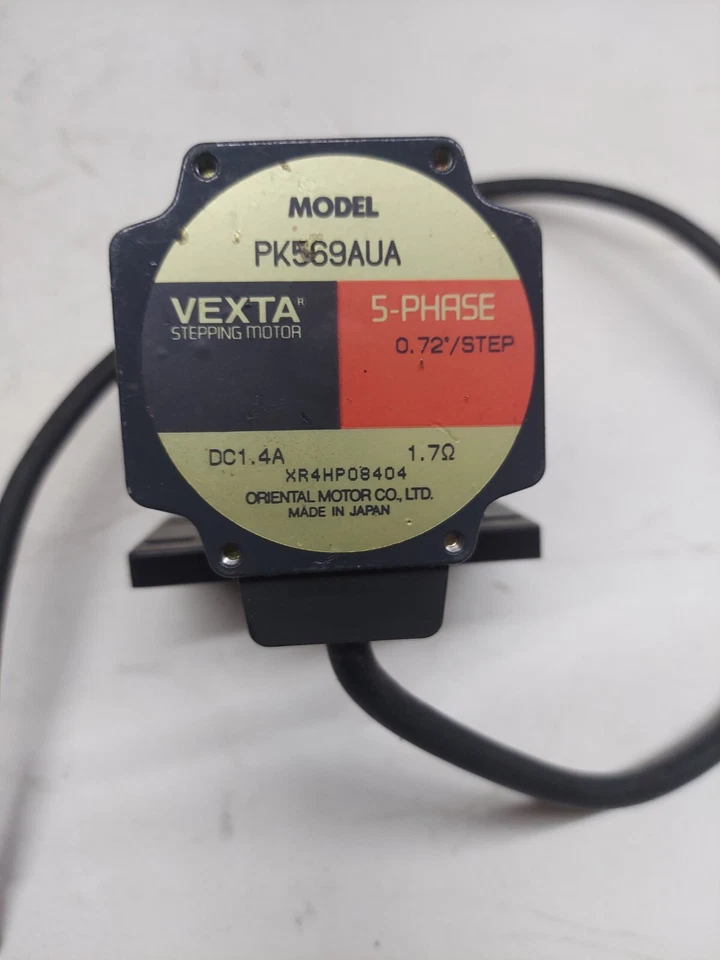 MODEL
PK569AUA
VEXTA R
STEPPING MOTOR
5-PHASE
0.72°/STEP
DC1.4A 1.7Ω
XR4HP08404
ORIENTAL MOTOR CO., LTD.
MADE IN JAPAN